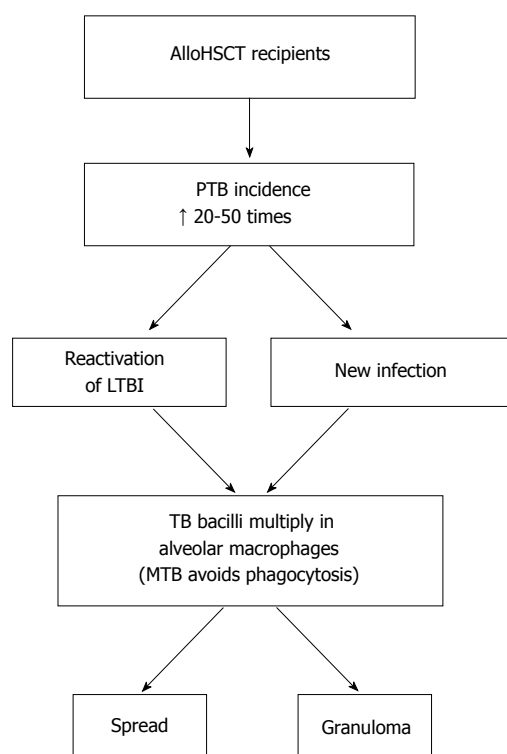 AlloHSCT recipients
PTB incidence
↑ 20-50 times
Reactivation
of LTBI
New infection
TB bacilli multiply in
alveolar macrophages
(MTB avoids phagocytosis)
Spread
Granuloma